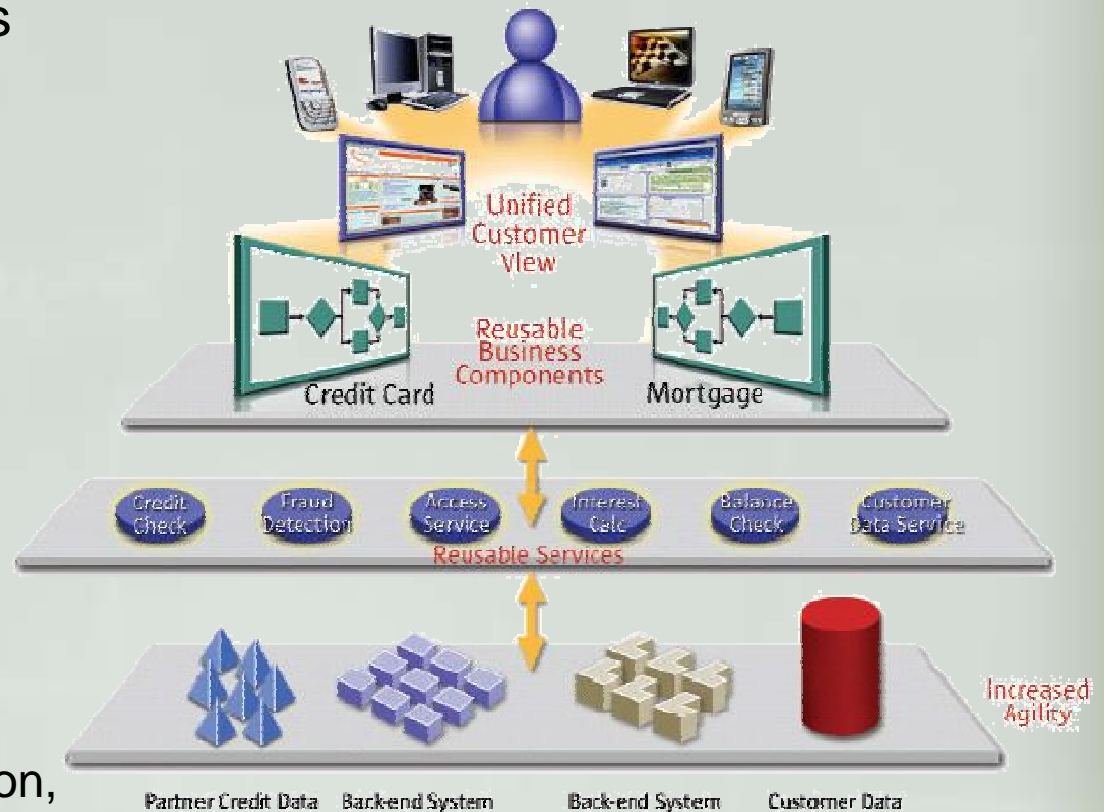 s
Unified
Customer
View
Reusable
Business
Components
Credit Card
Mortgage
Credit
Check
Fraud
Detection
Access
Service
Interest
Calc
Balance
Check
Customer
Data Service
Reusable Services
Increased
Agility
on,
Partner Credit Data
Back-end System
Back-end System
Customer Data